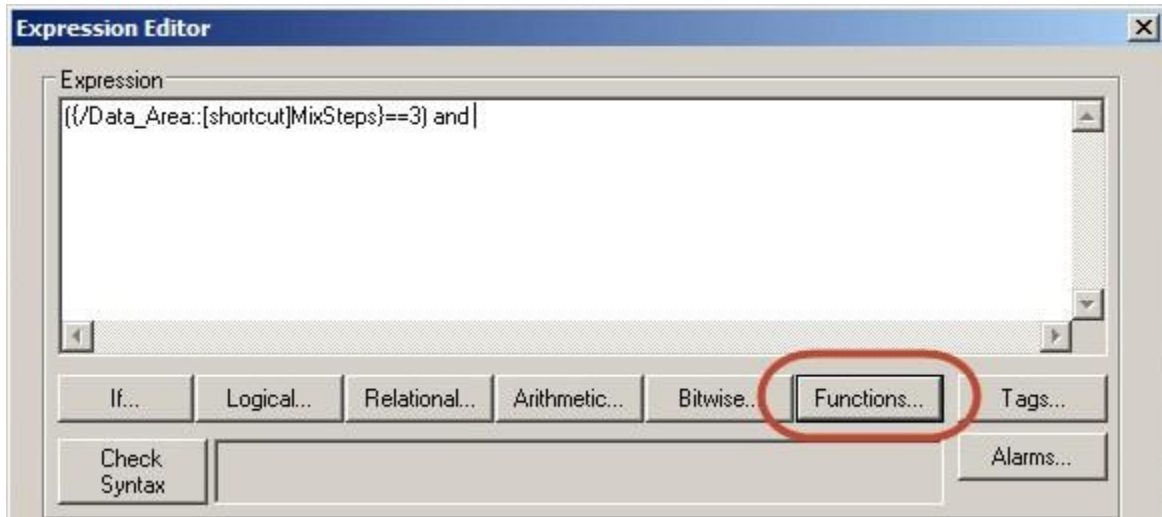 Expression Editor
Expression
({/Data_Area::[shortcut]MixSteps}==3) and
If...
Logical...
Relational...
Arithmetic...
Bitwise...
Functions...
Tags...
Check
Syntax
Alarms...